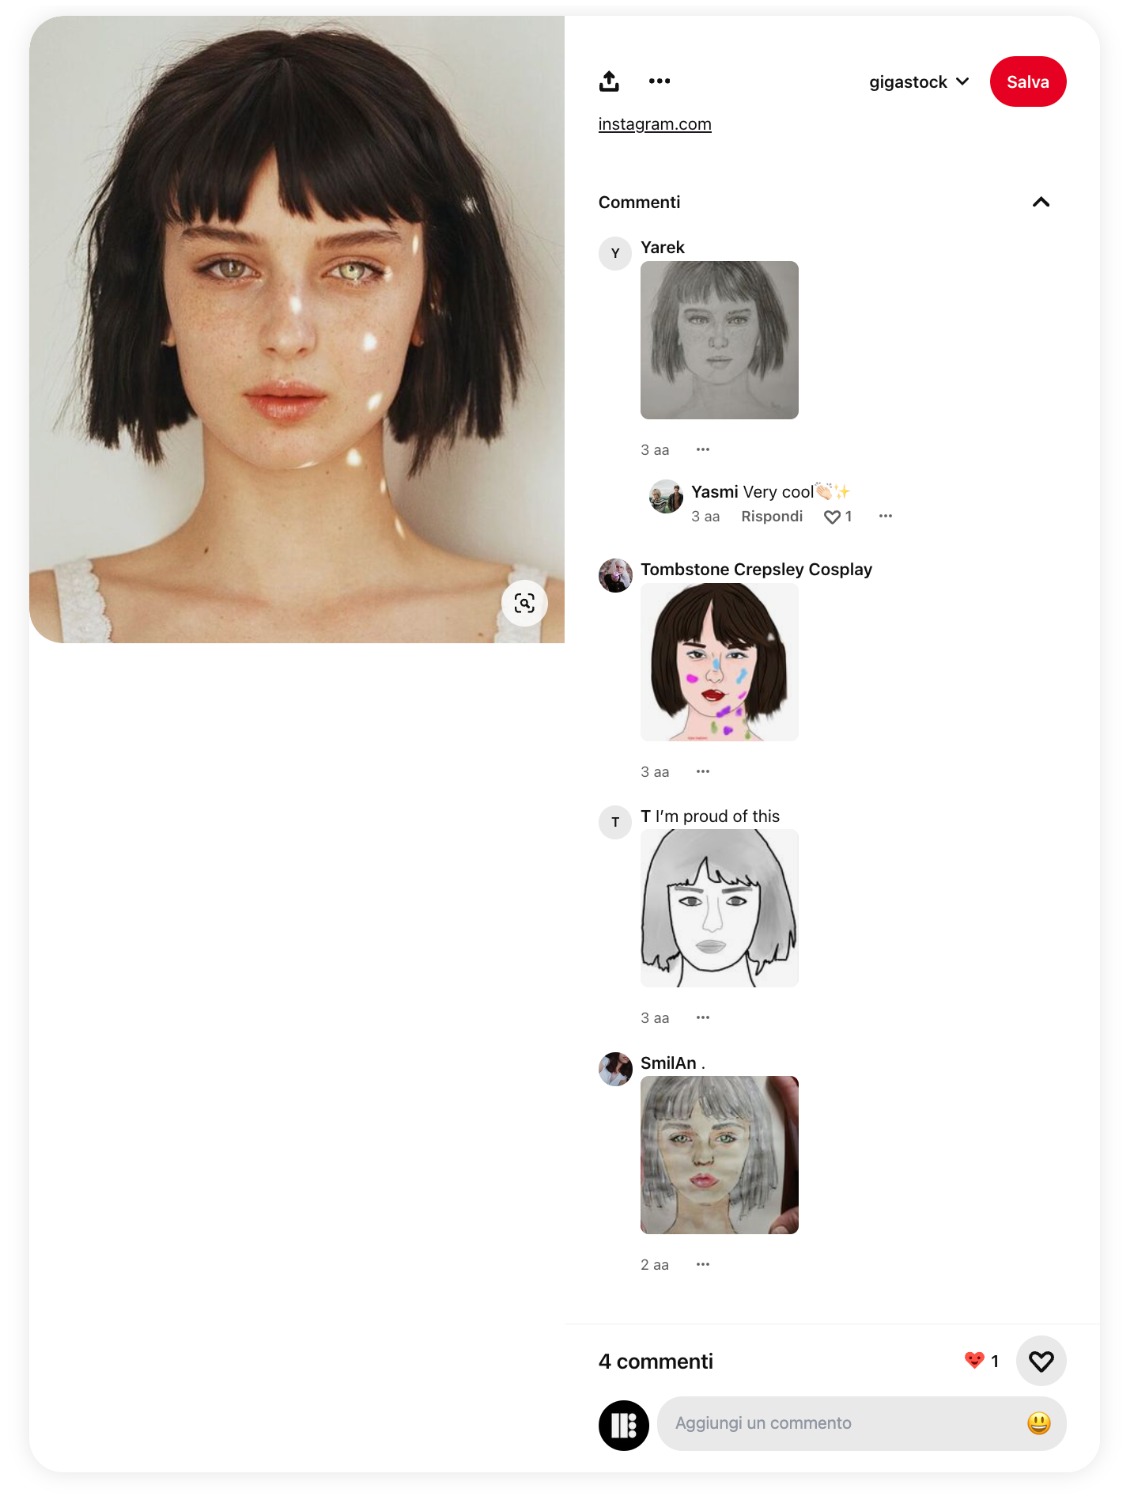 gigastock
Salva
instagram.com
Commenti
Y
Yarek
3 aa
Yasmi Very cool👏🏻✨
3 aa Rispondi 1
Tombstone Crepsley Cosplay
3 aa
T
T I’m proud of this
3 aa
SmilAn .
2 aa
4 commenti
1
Aggiungi un commento